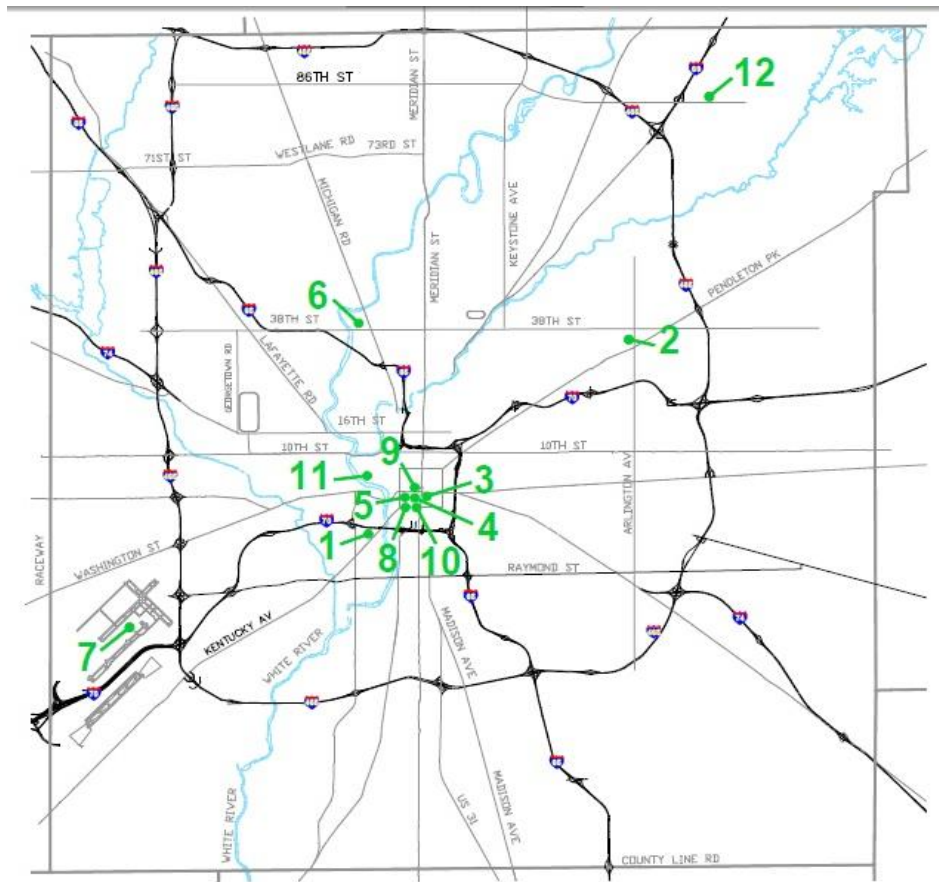 86TH ST
MERIDIAN ST
12
WESTLANE RD
73RD ST
71ST ST
MICHIGAN RD
KEYSTONE AVE
MERIDIAN ST
PENDLETON PK
6
38TH ST
38TH ST
2
74
LAFAYETTE RD
GEORGETOWN RD
16TH ST
10TH ST
10TH ST
9
11
3
5
4
ARLINGTON AV
1
8
10
RACEWAY
WASHINGTON ST
RAYMOND ST
KENTUCKY AV
MADISON AVE
74
7
WHITE RIVER
WHITE RIVER
US 31
MADISON AVE
COUNTY LINE RD